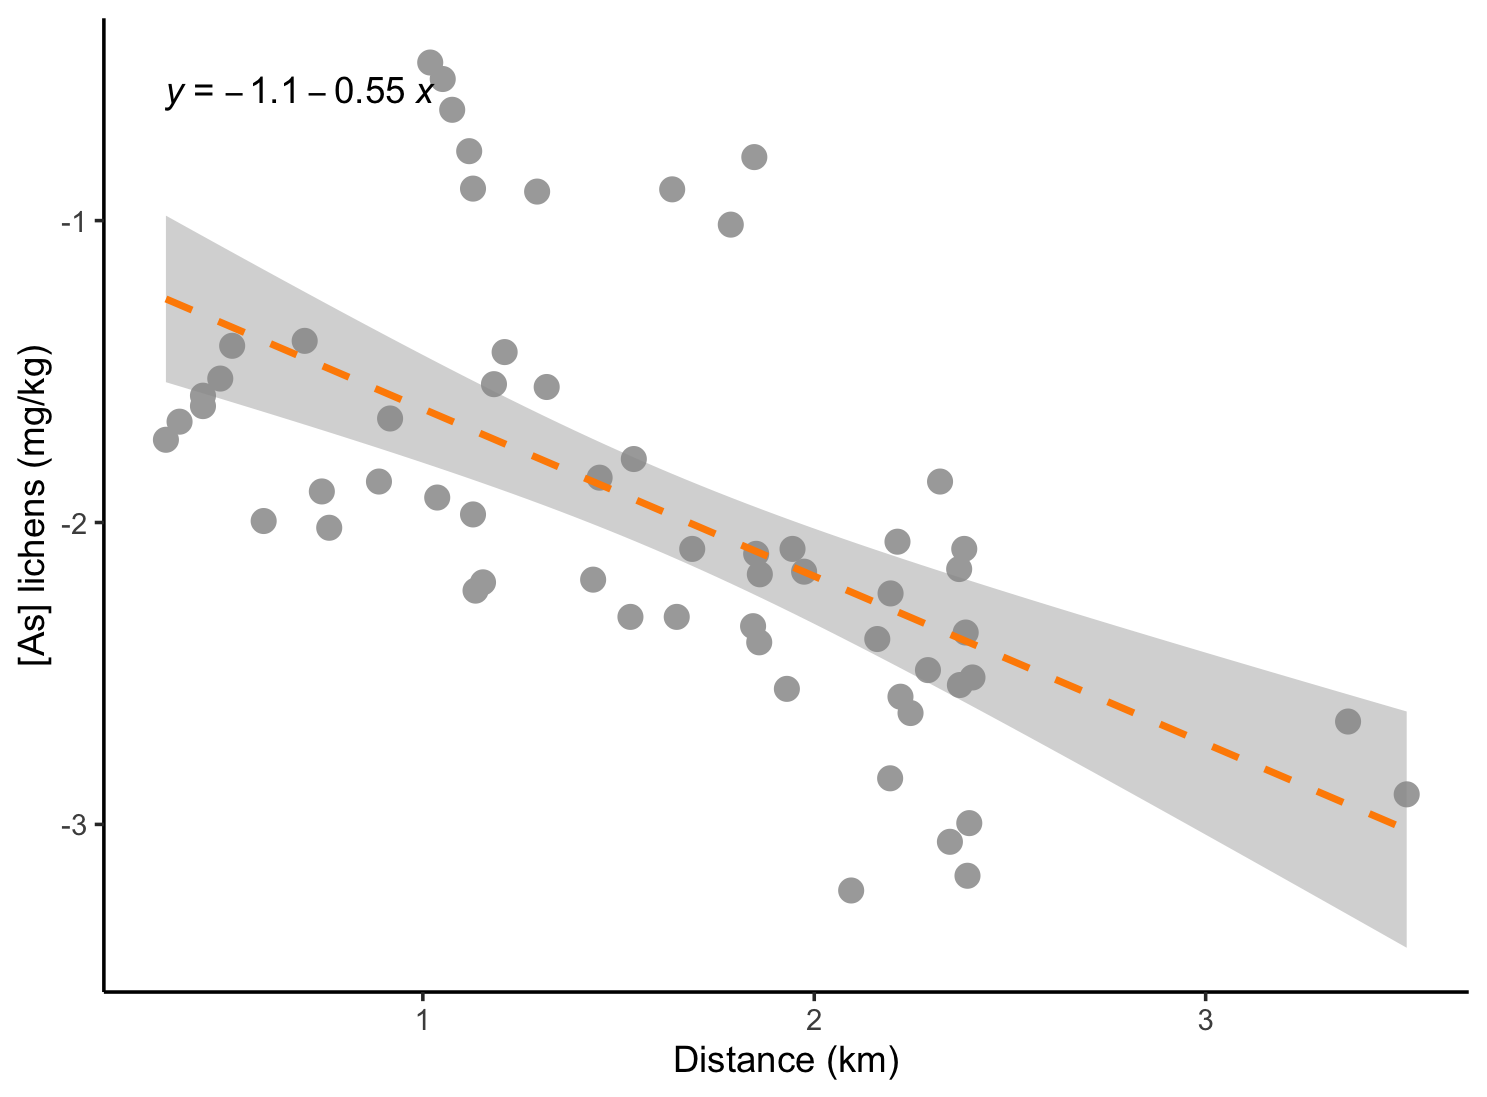 y = − 1.1 − 0.55 x
-1
-2
-3
[As] lichens (mg/kg)
1 2 3
Distance (km)